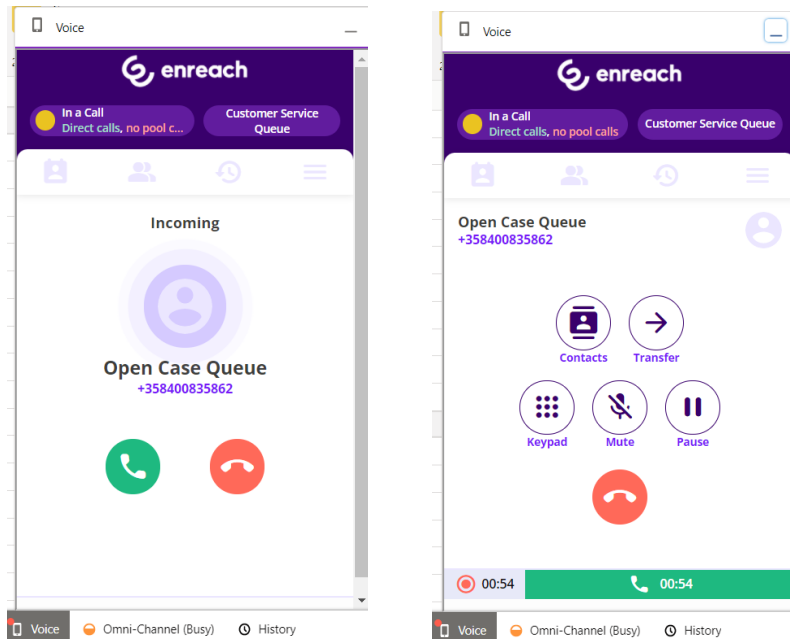 Voice
enreach
In a Call
Direct calls, no pool c...
Customer Service
Queue
Incoming
Open Case Queue
+358400835862
Voice
Omni-Channel (Busy)
History
Voice
enreach
In a Call
Direct calls, no pool calls
Customer Service Queue
Open Case Queue
+358400835862
Contacts
Transfer
Keypad
Mute
Pause
00:54
00:54
Voice
Omni-Channel (Busy)
History